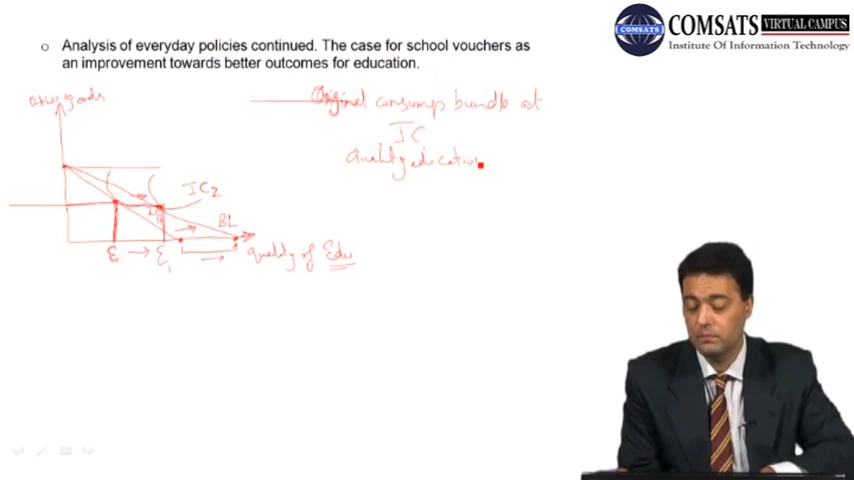 COMSATS VIRTUAL CAMPUS
Institute Of Information Technology
o Analysis of everyday policies continued. The case for school vouchers as
an improvement towards better outcomes for education.
goods
Original consump bundle at
IC
Quality education
IC2
BL
E → E1
quality of Edu